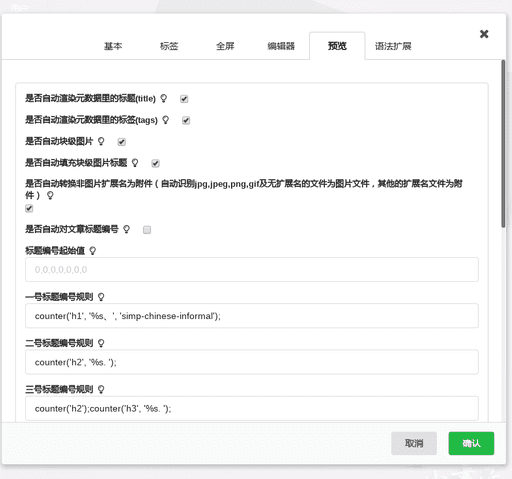 基本 标签 全屏 编辑器 预览 语法扩展
是否自动渲染元数据里的标题(title)
是否自动渲染元数据里的标签(tags)
是否自动块级图片
是否自动填充块级图片标题
是否自动转换非图片扩展名为附件（自动识别jpg,jpeg,png,gif及无扩展名的文件为图片文件，其他的扩展名文件为附
件）
是否自动对文章标题编号
标题编号起始值
0,0,0,0,0,0,0
一号标题编号规则
counter('h1', '%s、', 'simp-chinese-informal');
二号标题编号规则
counter('h2', '%s. ');
三号标题编号规则
counter('h2');counter('h3', '%s. ');
取消 确认